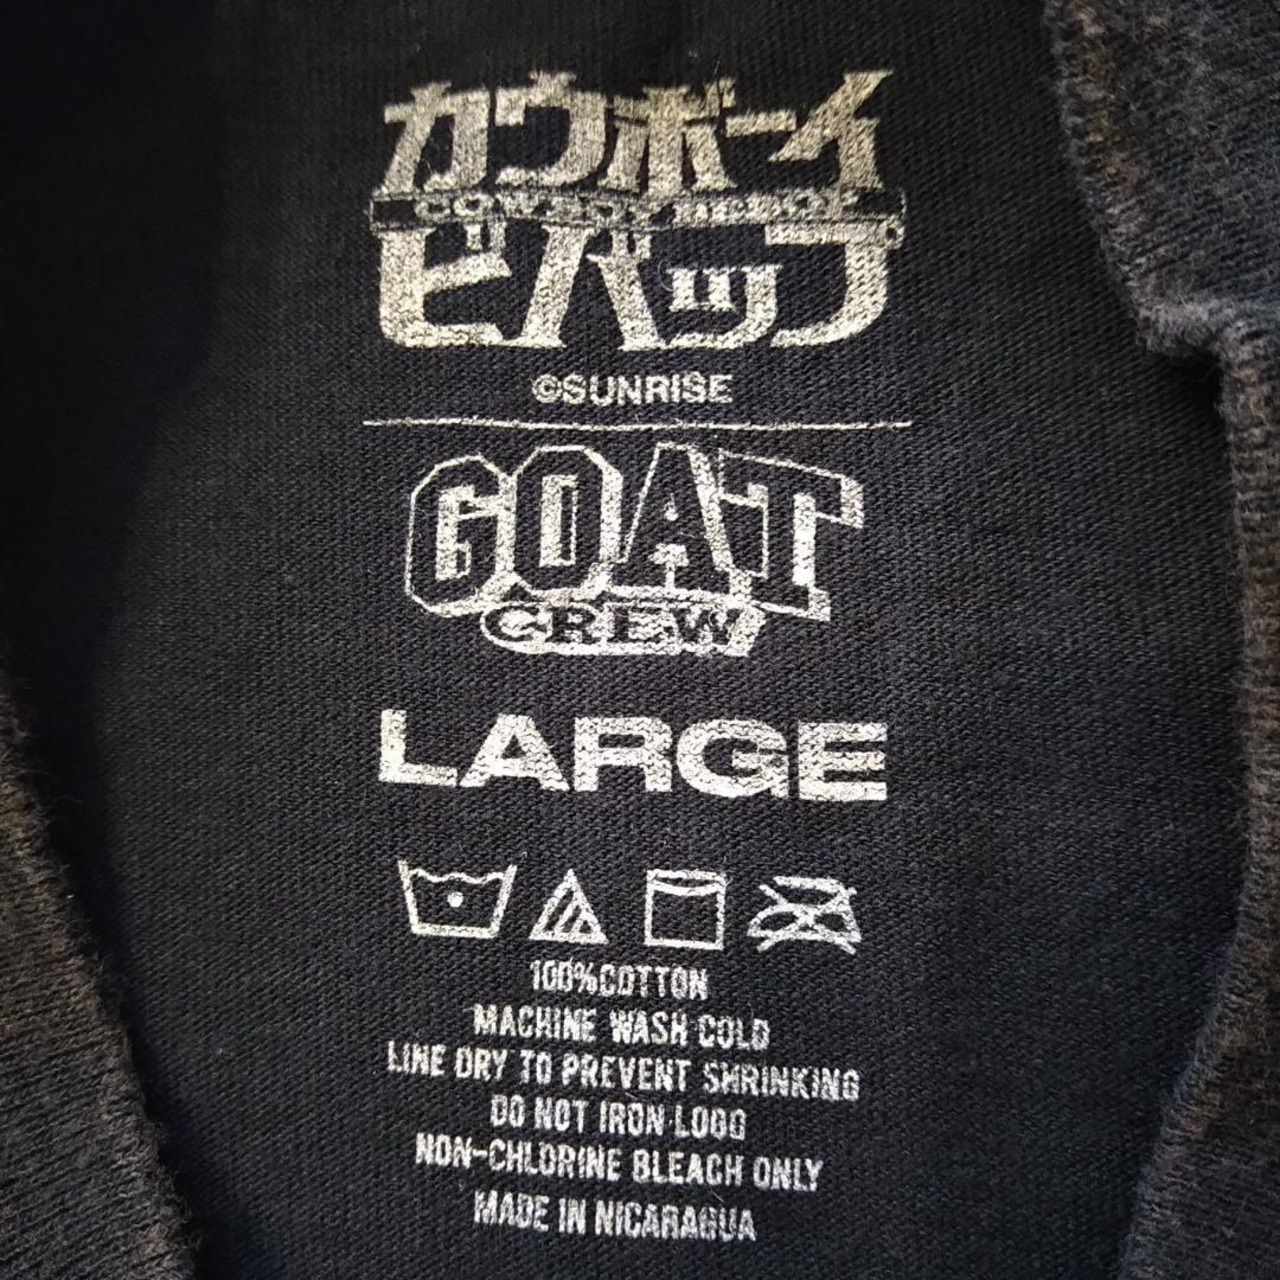 カウボーイ
COWBOY BEBOP
ビバップ
©SUNRISE
GOAT
CREW
LARGE
100%COTTON
MACHINE WASH COLD
LINE DRY TO PREVENT SHRINKING
DO NOT IRON LOGO
NON-CHLORINE BLEACH ONLY
MADE IN NICARAGUA